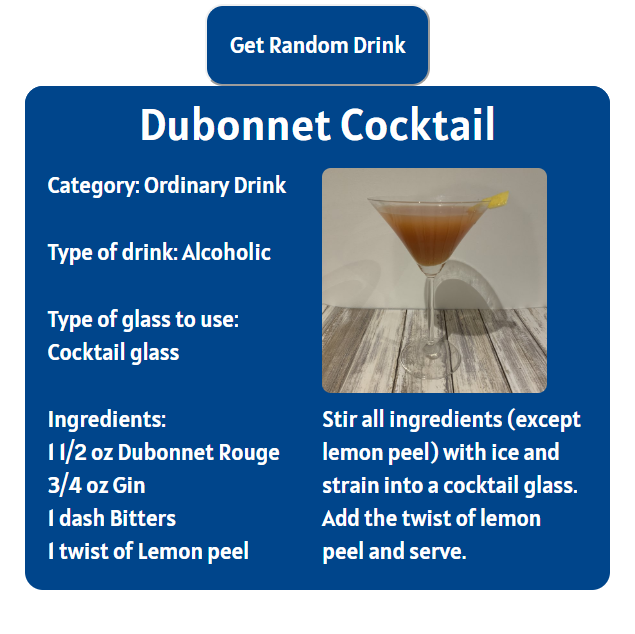 Get Random Drink
Dubonnet Cocktail
Category: Ordinary Drink
Type of drink: Alcoholic
Type of glass to use:
Cocktail glass
Ingredients:
1 1/2 oz Dubonnet Rouge
3/4 oz Gin
1 dash Bitters
1 twist of Lemon peel
Stir all ingredients (except
lemon peel) with ice and
strain into a cocktail glass.
Add the twist of lemon
peel and serve.